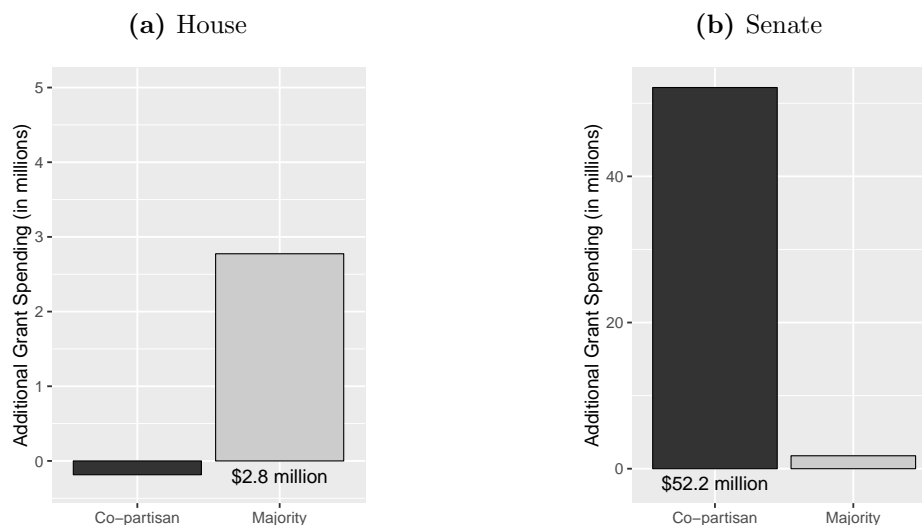 (a) House
(b) Senate
Additional Grant Spending (in millions)
5
4
3
2
1
0
$2.8 million
Co−partisan
Majority
Additional Grant Spending (in millions)
40
20
0
$52.2 million
Co−partisan
Majority